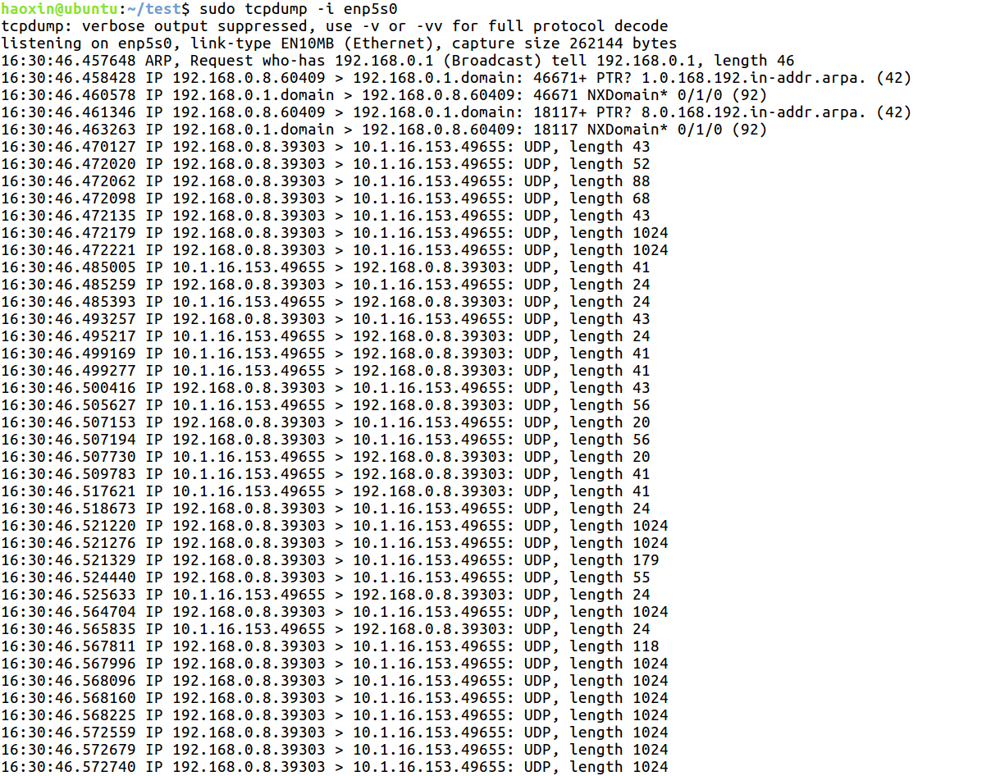 haoxin@ubuntu:~/test$ sudo tcpdump -i enp5s0
tcpdump: verbose output suppressed, use -v or -vv for full protocol decode
listening on enp5s0, link-type EN10MB (Ethernet), capture size 262144 bytes
16:30:46.457648 ARP, Request who-has 192.168.0.1 (Broadcast) tell 192.168.0.1, length 46
16:30:46.458428 IP 192.168.0.8.60409 > 192.168.0.1.domain: 46671+ PTR? 1.0.168.192.in-addr.arpa. (42)
16:30:46.460578 IP 192.168.0.1.domain > 192.168.0.8.60409: 46671 NXDomain* 0/1/0 (92)
16:30:46.461346 IP 192.168.0.8.60409 > 192.168.0.1.domain: 18117+ PTR? 8.0.168.192.in-addr.arpa. (42)
16:30:46.463263 IP 192.168.0.1.domain > 192.168.0.8.60409: 18117 NXDomain* 0/1/0 (92)
16:30:46.470127 IP 192.168.0.8.39303 > 10.1.16.153.49655: UDP, length 43
16:30:46.472020 IP 192.168.0.8.39303 > 10.1.16.153.49655: UDP, length 52
16:30:46.472062 IP 192.168.0.8.39303 > 10.1.16.153.49655: UDP, length 88
16:30:46.472098 IP 192.168.0.8.39303 > 10.1.16.153.49655: UDP, length 68
16:30:46.472135 IP 192.168.0.8.39303 > 10.1.16.153.49655: UDP, length 43
16:30:46.472179 IP 192.168.0.8.39303 > 10.1.16.153.49655: UDP, length 1024
16:30:46.472221 IP 192.168.0.8.39303 > 10.1.16.153.49655: UDP, length 1024
16:30:46.485005 IP 10.1.16.153.49655 > 192.168.0.8.39303: UDP, length 41
16:30:46.485259 IP 192.168.0.8.39303 > 10.1.16.153.49655: UDP, length 24
16:30:46.485393 IP 10.1.16.153.49655 > 192.168.0.8.39303: UDP, length 24
16:30:46.493257 IP 192.168.0.8.39303 > 10.1.16.153.49655: UDP, length 43
16:30:46.495217 IP 10.1.16.153.49655 > 192.168.0.8.39303: UDP, length 24
16:30:46.499169 IP 10.1.16.153.49655 > 192.168.0.8.39303: UDP, length 41
16:30:46.499277 IP 10.1.16.153.49655 > 192.168.0.8.39303: UDP, length 41
16:30:46.500416 IP 192.168.0.8.39303 > 10.1.16.153.49655: UDP, length 43
16:30:46.505627 IP 10.1.16.153.49655 > 192.168.0.8.39303: UDP, length 56
16:30:46.507153 IP 192.168.0.8.39303 > 10.1.16.153.49655: UDP, length 20
16:30:46.507194 IP 192.168.0.8.39303 > 10.1.16.153.49655: UDP, length 56
16:30:46.507730 IP 10.1.16.153.49655 > 192.168.0.8.39303: UDP, length 20
16:30:46.509783 IP 10.1.16.153.49655 > 192.168.0.8.39303: UDP, length 41
16:30:46.517621 IP 10.1.16.153.49655 > 192.168.0.8.39303: UDP, length 41
16:30:46.518673 IP 192.168.0.8.39303 > 10.1.16.153.49655: UDP, length 24
16:30:46.521220 IP 192.168.0.8.39303 > 10.1.16.153.49655: UDP, length 1024
16:30:46.521276 IP 192.168.0.8.39303 > 10.1.16.153.49655: UDP, length 1024
16:30:46.521329 IP 192.168.0.8.39303 > 10.1.16.153.49655: UDP, length 179
16:30:46.524440 IP 192.168.0.8.39303 > 10.1.16.153.49655: UDP, length 55
16:30:46.525633 IP 10.1.16.153.49655 > 192.168.0.8.39303: UDP, length 24
16:30:46.564704 IP 192.168.0.8.39303 > 10.1.16.153.49655: UDP, length 1024
16:30:46.565835 IP 10.1.16.153.49655 > 192.168.0.8.39303: UDP, length 24
16:30:46.567811 IP 192.168.0.8.39303 > 10.1.16.153.49655: UDP, length 118
16:30:46.567996 IP 192.168.0.8.39303 > 10.1.16.153.49655: UDP, length 1024
16:30:46.568096 IP 192.168.0.8.39303 > 10.1.16.153.49655: UDP, length 1024
16:30:46.568160 IP 192.168.0.8.39303 > 10.1.16.153.49655: UDP, length 1024
16:30:46.568225 IP 192.168.0.8.39303 > 10.1.16.153.49655: UDP, length 1024
16:30:46.572559 IP 192.168.0.8.39303 > 10.1.16.153.49655: UDP, length 1024
16:30:46.572679 IP 192.168.0.8.39303 > 10.1.16.153.49655: UDP, length 1024
16:30:46.572740 IP 192.168.0.8.39303 > 10.1.16.153.49655: UDP, length 1024